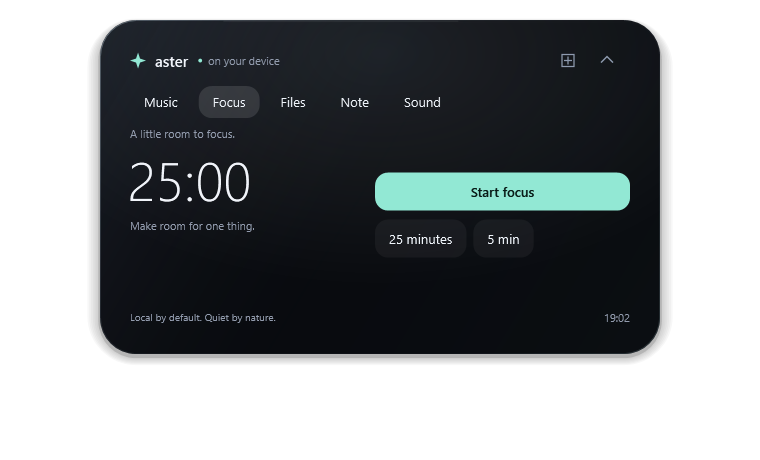 aster • on your device
Music Focus Files Note Sound
A little room to focus.
25:00
Start focus
Make room for one thing.
25 minutes 5 min
Local by default. Quiet by nature. 19:02